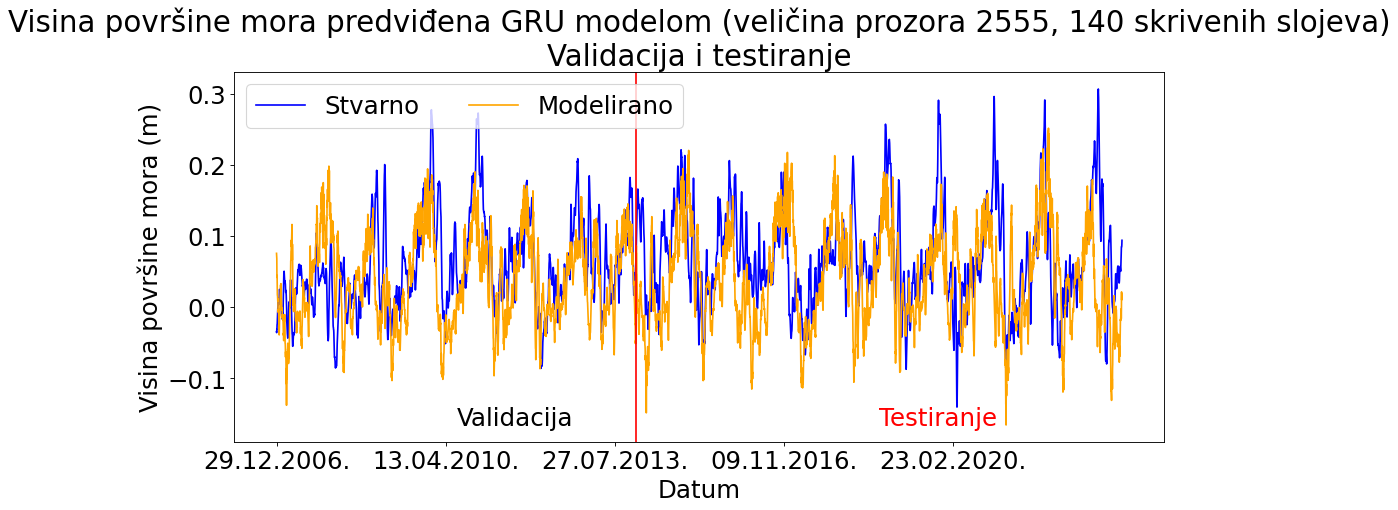 Visina površine mora predviđena GRU modelom (veličina prozora 2555, 140 skrivenih slojeva)
Validacija i testiranje
Stvarno
Modelirano
Visina površine mora (m)
0.3
0.2
0.1
0.0
−0.1
Validacija
Testiranje
29.12.2006.
13.04.2010.
27.07.2013.
09.11.2016.
23.02.2020.
Datum